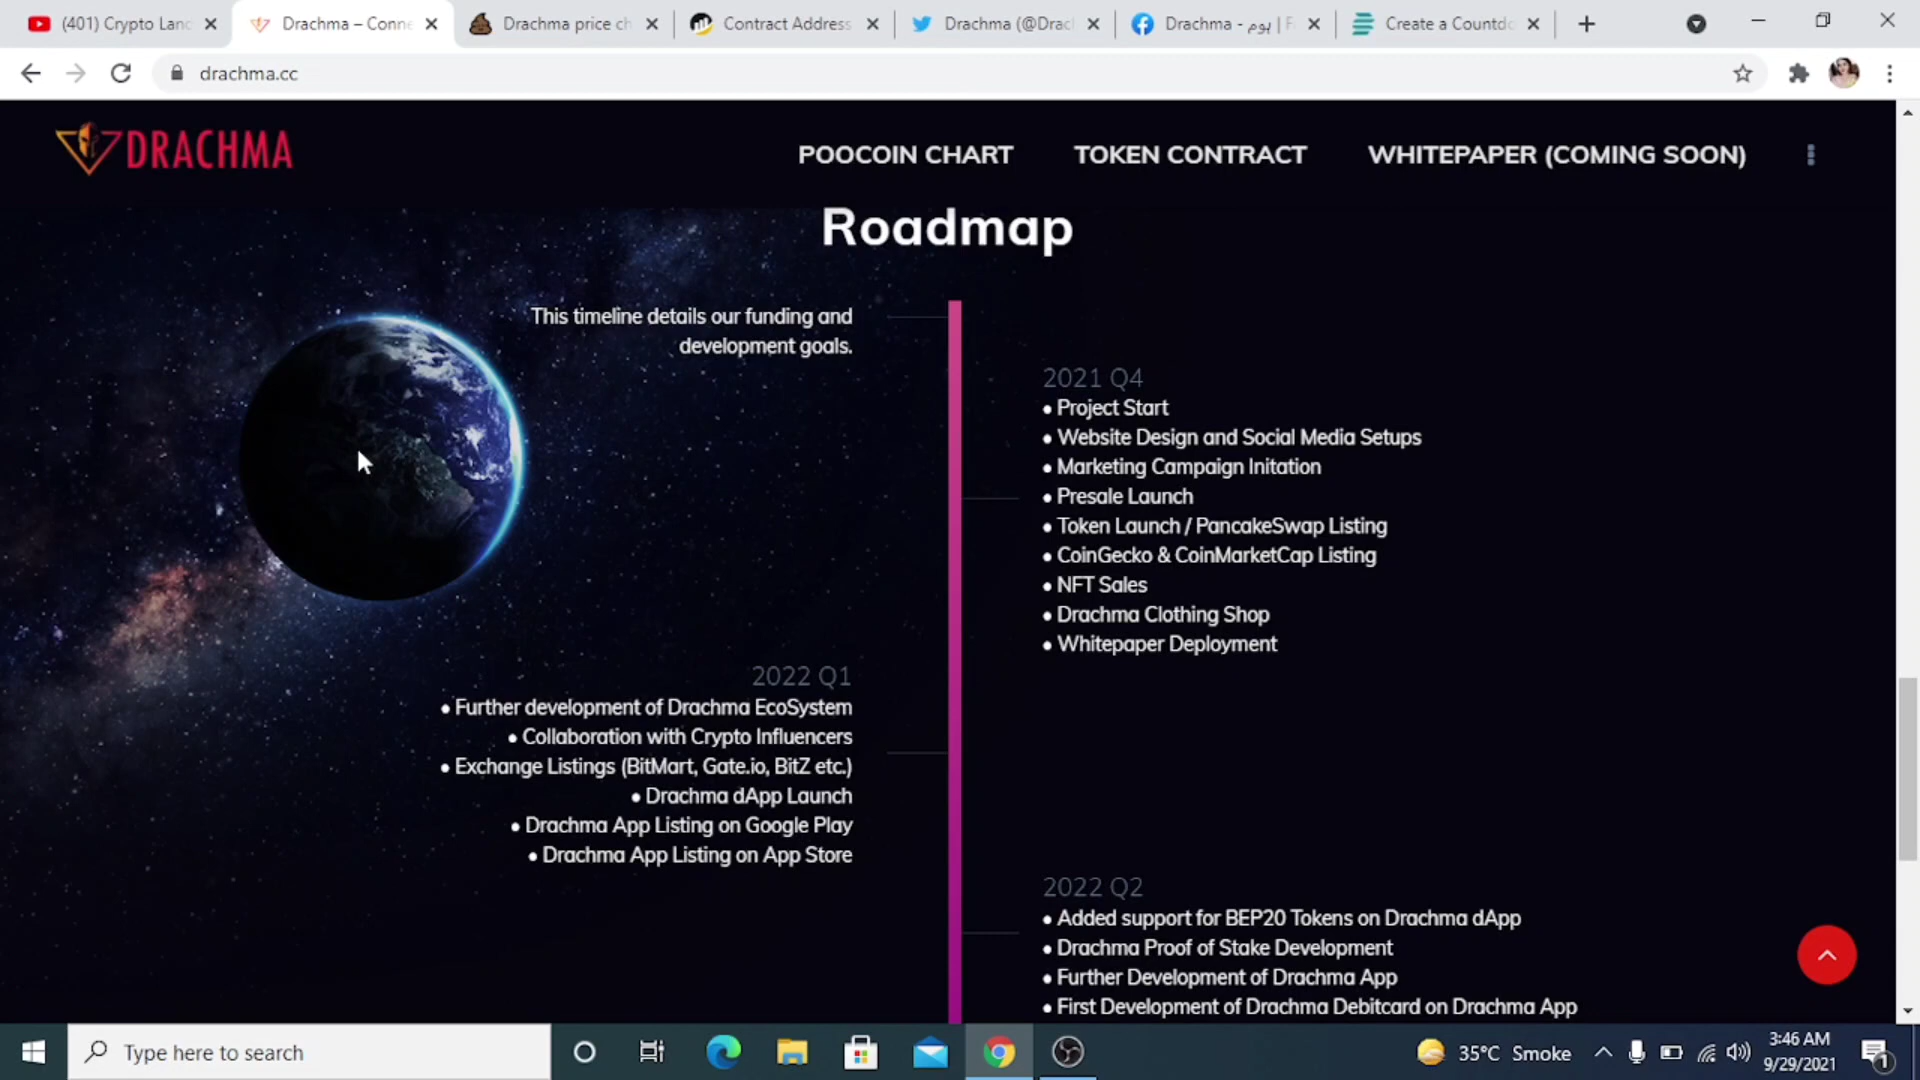 (401) Crypto Land
Drachma – Conne
Drachma price ch
Contract Address
Drachma (@Drac
Drachma - يوم | F
Create a Countdo
drachma.cc
DRACHMA
POOCOIN CHART
TOKEN CONTRACT
WHITEPAPER (COMING SOON)
Roadmap
This timeline details our funding and
development goals.
2021 Q4
• Project Start
• Website Design and Social Media Setups
• Marketing Campaign Initation
• Presale Launch
• Token Launch / PancakeSwap Listing
• CoinGecko & CoinMarketCap Listing
• NFT Sales
• Drachma Clothing Shop
• Whitepaper Deployment
2022 Q1
• Further development of Drachma EcoSystem
• Collaboration with Crypto Influencers
• Exchange Listings (BitMart, Gate.io, BitZ etc.)
• Drachma dApp Launch
• Drachma App Listing on Google Play
• Drachma App Listing on App Store
2022 Q2
• Added support for BEP20 Tokens on Drachma dApp
• Drachma Proof of Stake Development
• Further Development of Drachma App
• First Development of Drachma Debitcard on Drachma App
Type here to search
35°C Smoke
3:46 AM
9/29/2021
1